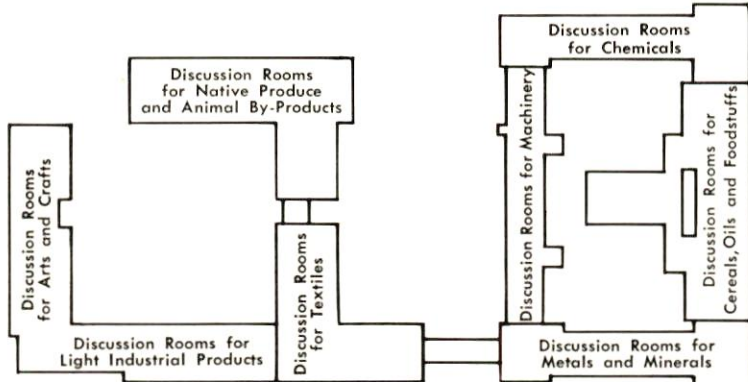 Discussion Rooms
for Chemicals
Discussion Rooms
for Native Produce
and Animal By-Products
Discussion Rooms for Machinery
Discussion Rooms for
Cereals, Oils and Foodstuffs
Discussion Rooms
for Arts and Crafts
Discussion Rooms
for Textiles
Discussion Rooms for
Light Industrial Products
Discussion Rooms for
Metals and Minerals